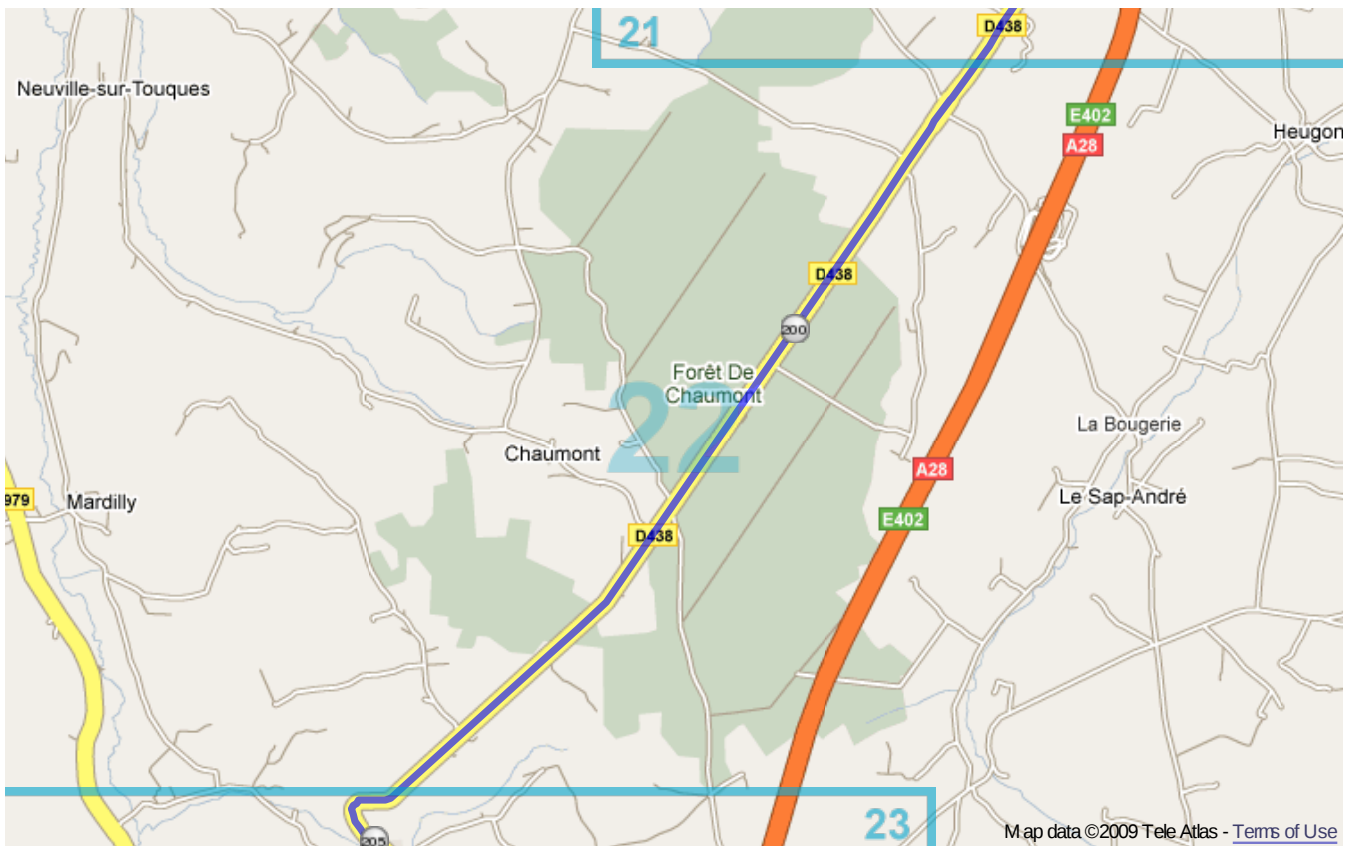 21
D438
Neuville-sur-Touques
E402
A28
Heugon
D438
200
Forêt De
Chaumont
22
La Bougerie
Chaumont
A28
979
Mardilly
Le Sap-André
E402
D438
23
205
Map data ©2009 Tele Atlas - Terms of Use